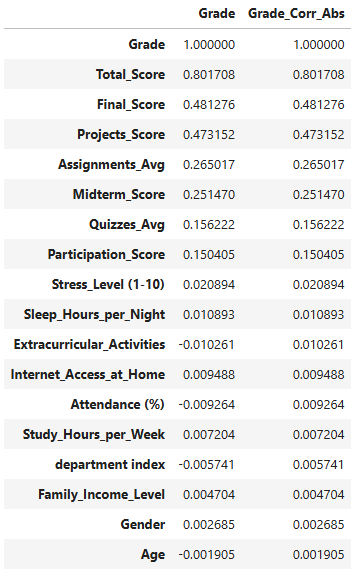 Grade Grade_Corr_Abs
Grade 1.000000 1.000000
Total_Score 0.801708 0.801708
Final_Score 0.481276 0.481276
Projects_Score 0.473152 0.473152
Assignments_Avg 0.265017 0.265017
Midterm_Score 0.251470 0.251470
Quizzes_Avg 0.156222 0.156222
Participation_Score 0.150405 0.150405
Stress_Level (1-10) 0.020894 0.020894
Sleep_Hours_per_Night 0.010893 0.010893
Extracurricular_Activities -0.010261 0.010261
Internet_Access_at_Home 0.009488 0.009488
Attendance (%) -0.009264 0.009264
Study_Hours_per_Week 0.007204 0.007204
department index -0.005741 0.005741
Family_Income_Level 0.004704 0.004704
Gender 0.002685 0.002685
Age -0.001905 0.001905